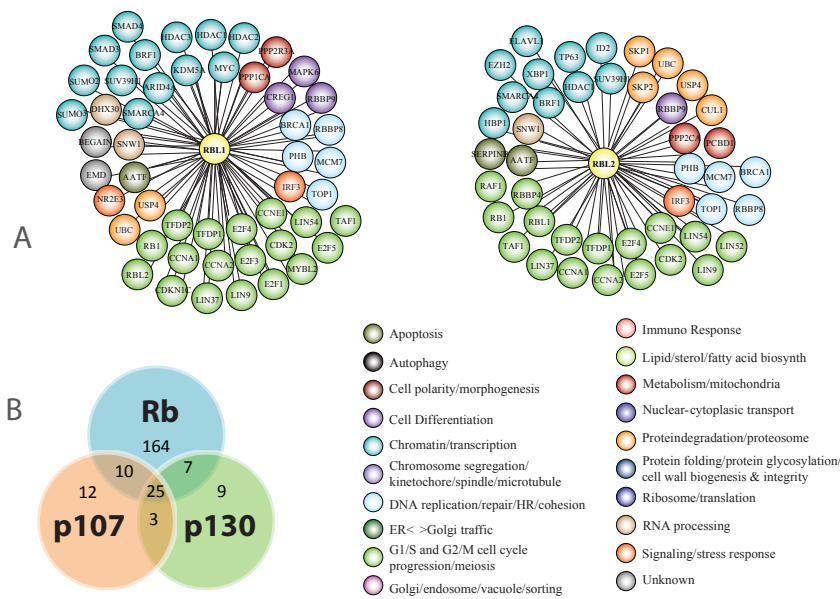 A
SMAD4
SMAD3
BRF1
HDAC3
HDAC1
HDAC2
PPP2R3A
MAPK6
SUMO2
SUV39H1
ARID4A
KDM5A
MYC
PPP1CA
CREG1
RBBP9
SUMO3
DHX30
SMARCA4
BRCA1
RBBP8
BEGAIN
SNW1
RBL1
PHB
MCM7
EMD
AATF
IRF3
TOP1
NR2E3
USP4
UBC
TFDP2
TFDP1
E2F4
CCNE1
LIN54
TAF1
RB1
CCNA1
CCNA2
E2F3
CDK2
E2F5
RBL2
CDKN1C
LIN37
LIN9
E2F1
MYBL2
ELAVL1
TP63
ID2
SKP1
UBC
EZH2
XBP1
HDAC1
SUV39H1
SKP2
USP4
SMARCA4
BRF1
RBBP9
CUL1
HBP1
SNW1
PPP2CA
PCBD1
SERPINE
AATF
RBL2
PHB
MCM7
BRCA1
RAF1
RBBP4
IRF3
TOP1
RBBP8
RB1
RBL1
TAF1
TFDP2
TFDP1
E2F4
CCNE1
LIN54
LIN52
LIN37
CCNA1
CCNA2
E2F5
CDK2
LIN9
B
Rb
164
10
7
12
25
9
3
p107
p130
Apoptosis
Autophagy
Cell polarity/morphogenesis
Cell Differentiation
Chromatin/transcription
Chromosome segregation/
kinetochore/spindle/microtubule
DNA replication/repair/HR/cohesion
ER< >Golgi traffic
G1/S and G2/M cell cycle
progression/meiosis
Golgi/endosome/vacuole/sorting
Immuno Response
Lipid/sterol/fatty acid biosynth
Metabolism/mitochondria
Nuclear-cytoplasic transport
Proteindegradation/proteosome
Protein folding/protein glycosylation/
cell wall biogenesis & integrity
Ribosome/translation
RNA processing
Signaling/stress response
Unknown